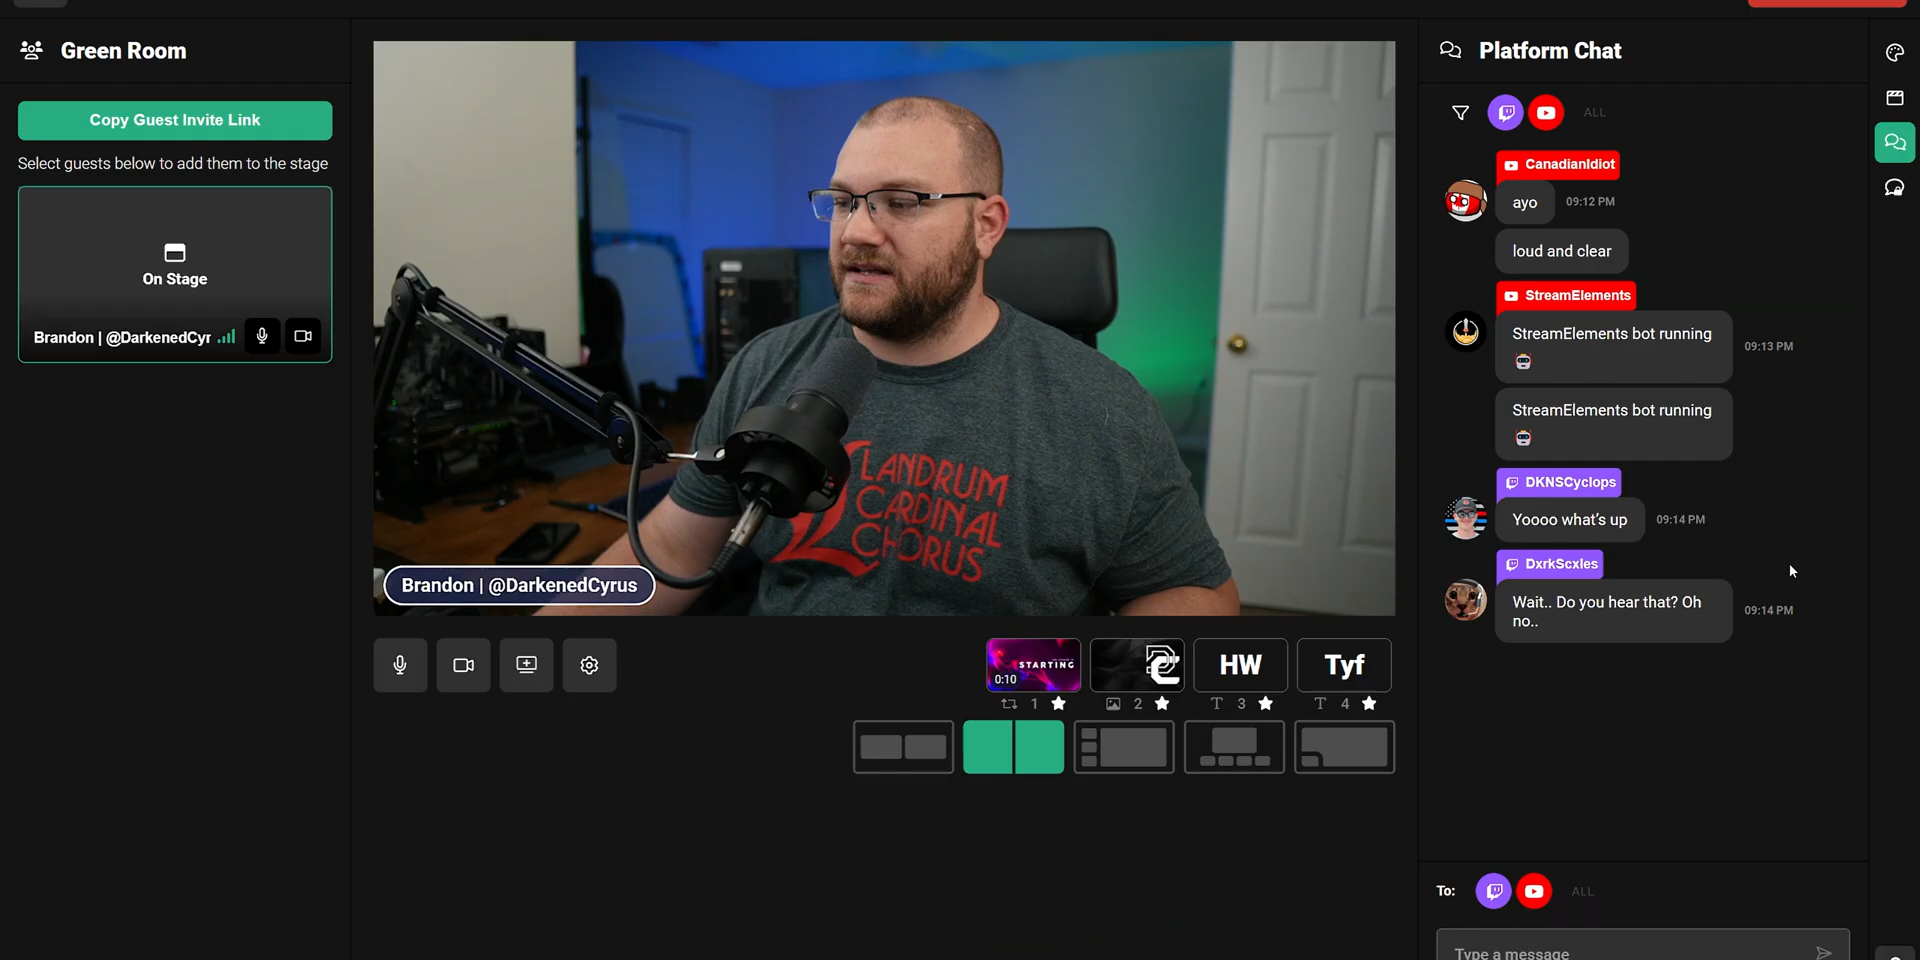 Green Room
Copy Guest Invite Link
Select guests below to add them to the stage
On Stage
Brandon | @DarkenedCyr
LANDRUM
CARDINAL
CHORUS
Brandon | @DarkenedCyrus
STARTING
0:10
HW
Tyf
1
2
3
4
Platform Chat
ALL
CanadianIdiot
ayo
09:12 PM
loud and clear
StreamElements
StreamElements bot running
09:13 PM
StreamElements bot running
DKNSCyclops
Yoooo what's up
09:14 PM
DxrkScxles
Wait.. Do you hear that? Oh
no..
09:14 PM
To:
ALL
Type a message